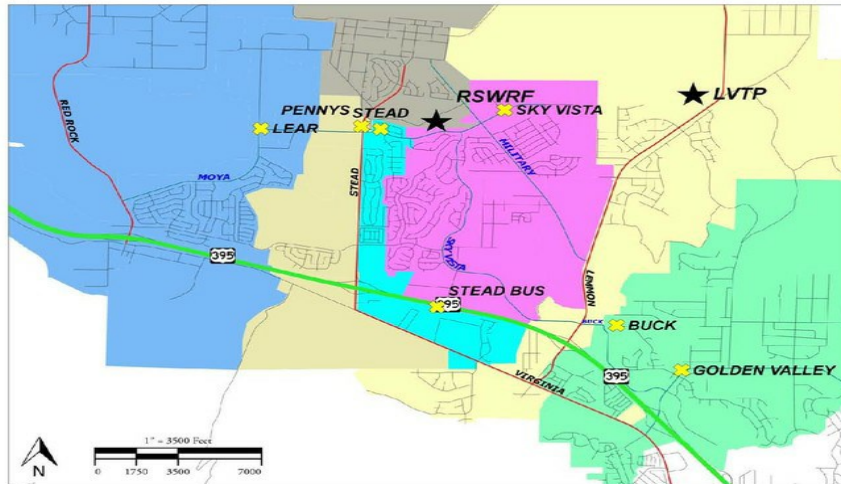 RSWRF
LVTP
PENNYS STEAD
SKY VISTA
LEAR
RED ROCK
MILITARY
MOYA
STEAD
SKY VISTA
395
LEMMON
STEAD BUS
395
BUCK
BUCK
GOLDEN VALLEY
395
VIRGINIA
1" = 3500 Feet
0 1750 3500 7000
N